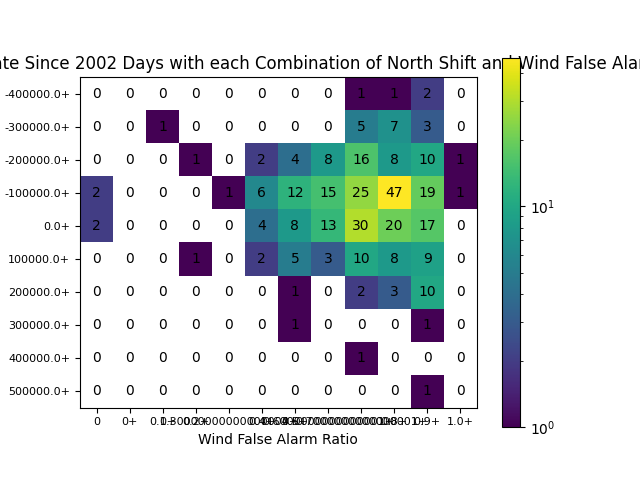 Since 2002 Days with each Combination of North Shift and Wind False
-400000.0+ 0 0 0 0 0 0 0 0 1 1 2 0
-300000.0+ 0 0 1 0 0 0 0 0 5 7 3 0
-200000.0+ 0 0 0 1 0 2 4 8 16 8 10 1
-100000.0+ 2 0 0 0 1 6 12 15 25 47 19 1
0.0+ 2 0 0 0 0 4 8 13 30 20 17 0
100000.0+ 0 0 0 1 0 2 5 3 10 8 9 0
200000.0+ 0 0 0 0 0 0 1 0 2 3 10 0
300000.0+ 0 0 0 0 0 0 1 0 0 0 1 0
400000.0+ 0 0 0 0 0 0 0 0 1 0 0 0
500000.0+ 0 0 0 0 0 0 0 0 0 0 1 0
0 0+ 1.0+
Wind False Alarm Ratio
10^1
10^0